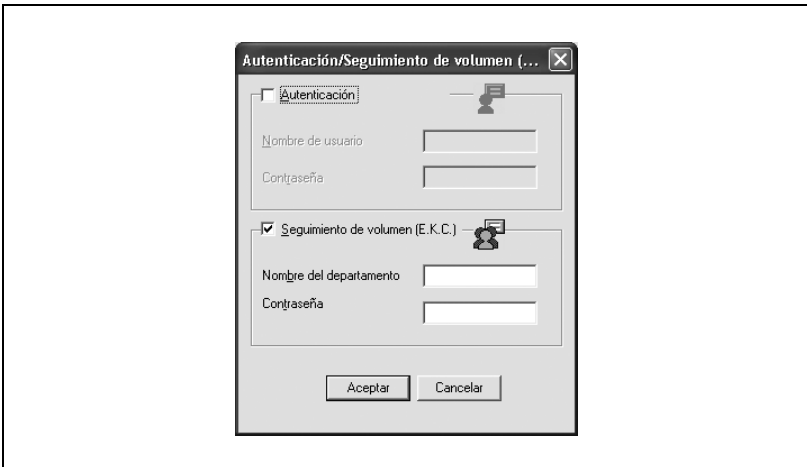 Autenticación/Seguimiento de volumen (...
Autenticación
Nombre de usuario
Contraseña
Seguimiento de volumen (E.K.C.)
Nombre del departamento
Contraseña
Aceptar
Cancelar